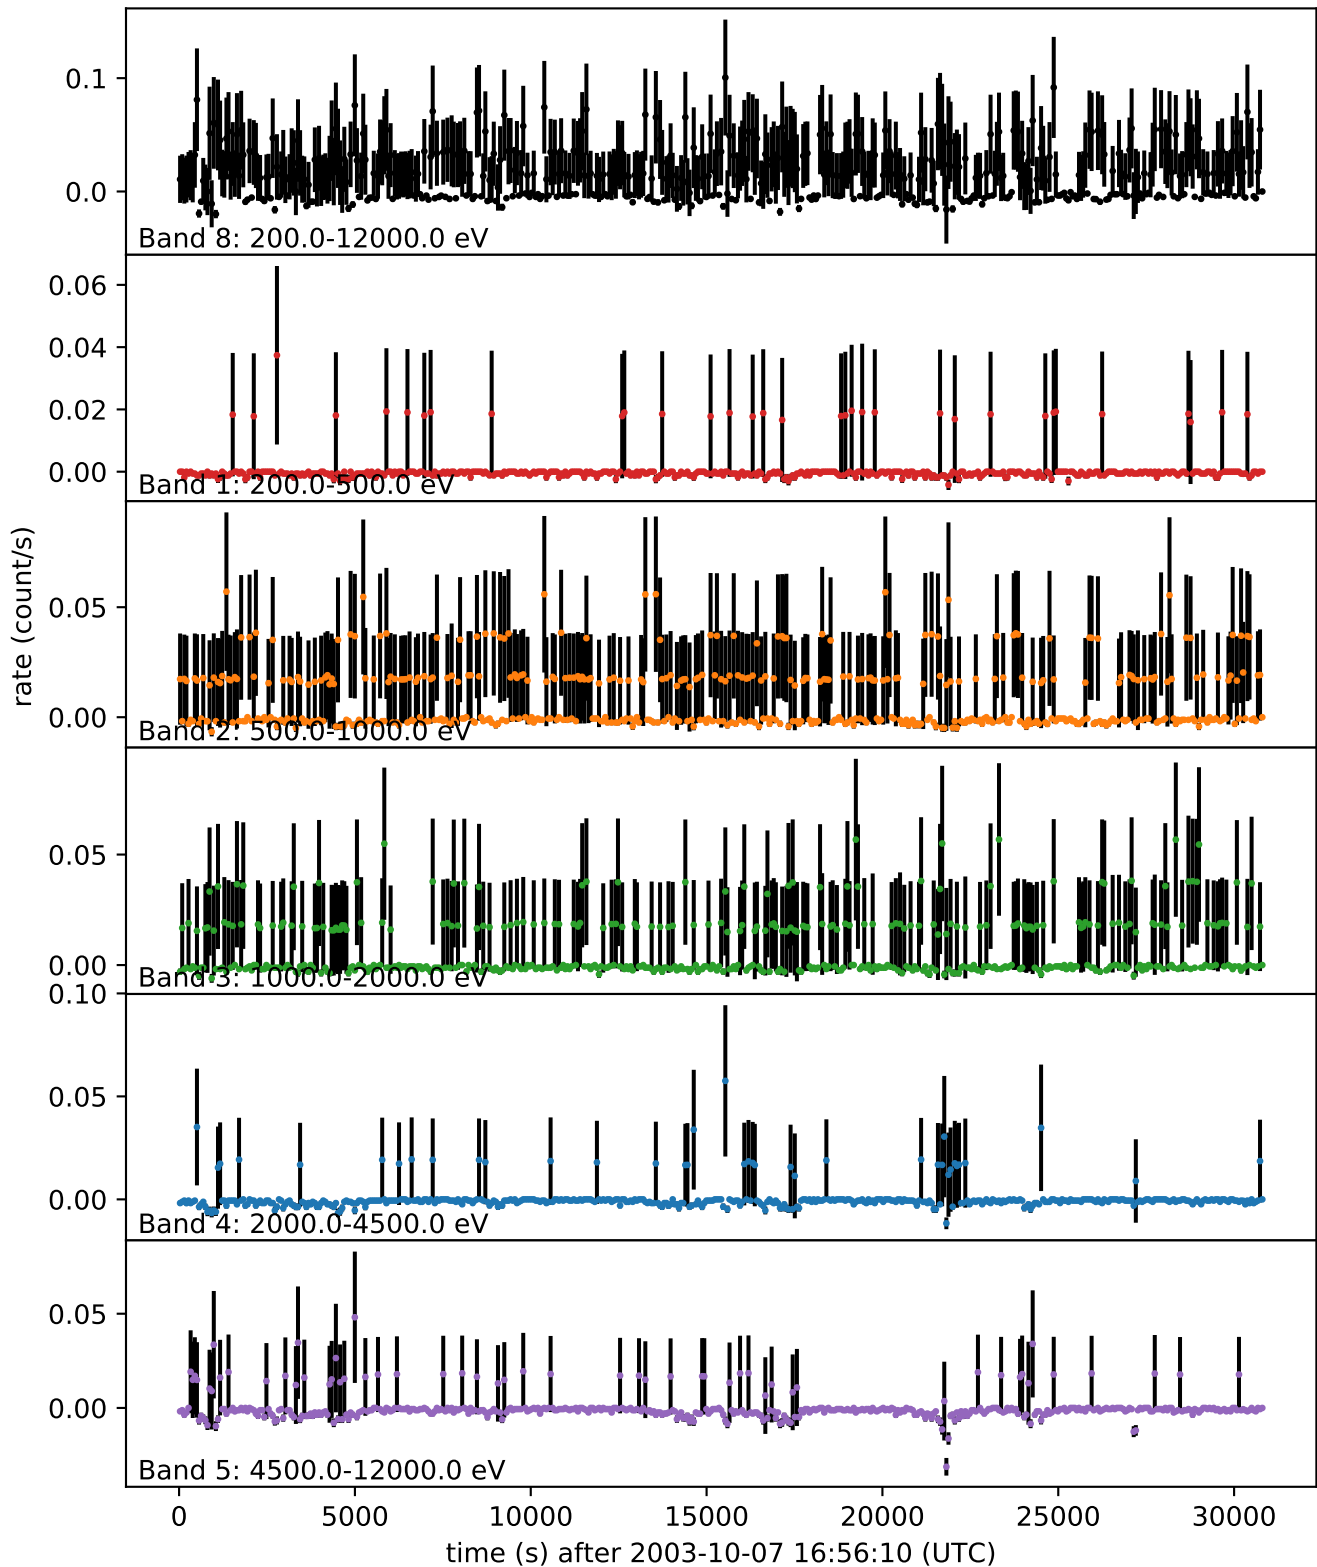 0.1
0.0
Band 8: 200.0-12000.0 eV
0.06
0.04
0.02
0.00
Band 1: 200.0-500.0 eV
rate (count/s)
0.05
0.00
Band 2: 500.0-1000.0 eV
0.05
0.00
Band 3: 1000.0-2000.0 eV
0.10
0.05
0.00
Band 4: 2000.0-4500.0 eV
0.05
0.00
Band 5: 4500.0-12000.0 eV
0 5000 10000 15000 20000 25000 30000
time (s) after 2003-10-07 16:56:10 (UTC)